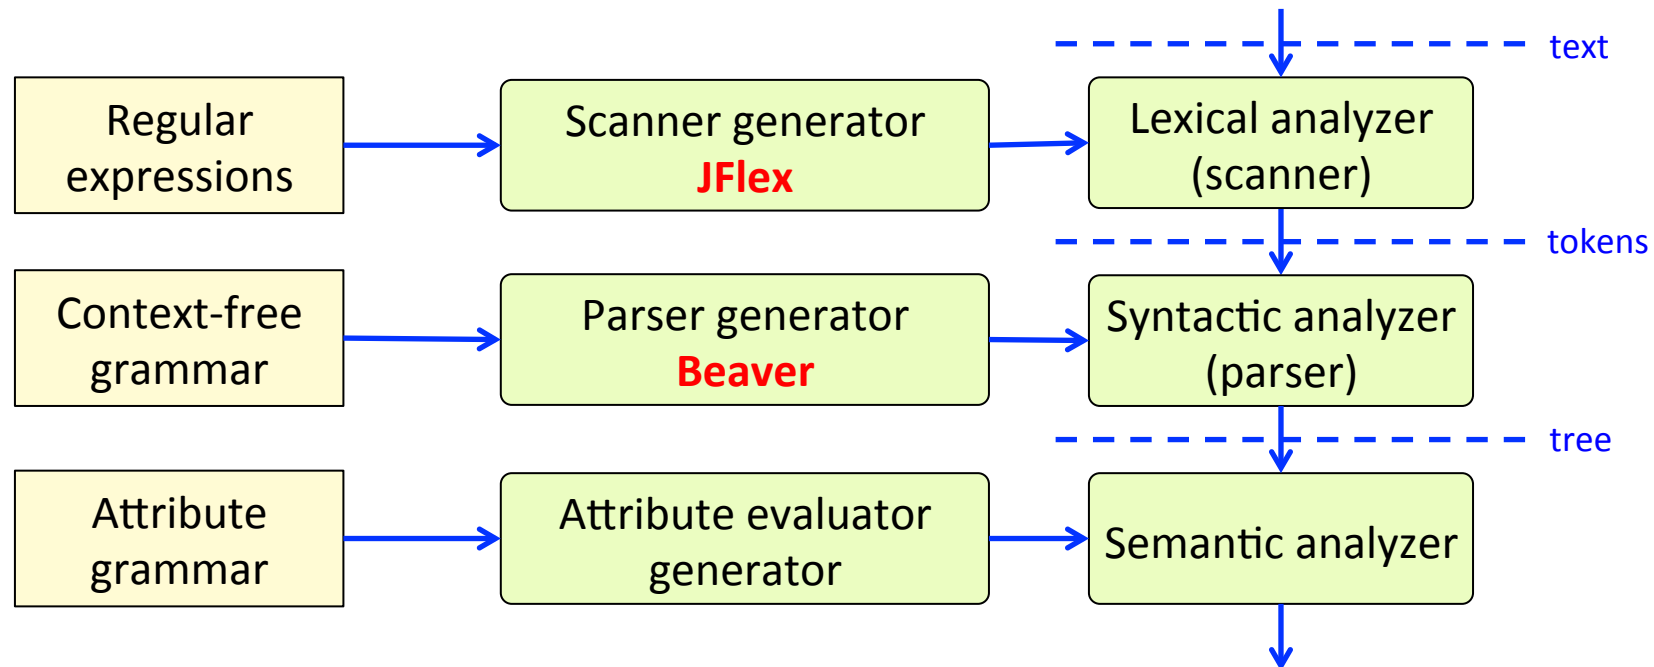 text
Regular
expressions
Scanner generator
JFlex
Lexical analyzer
(scanner)
tokens
Context-free
grammar
Parser generator
Beaver
Syntactic analyzer
(parser)
tree
Attribute
grammar
Attribute evaluator
generator
Semantic analyzer